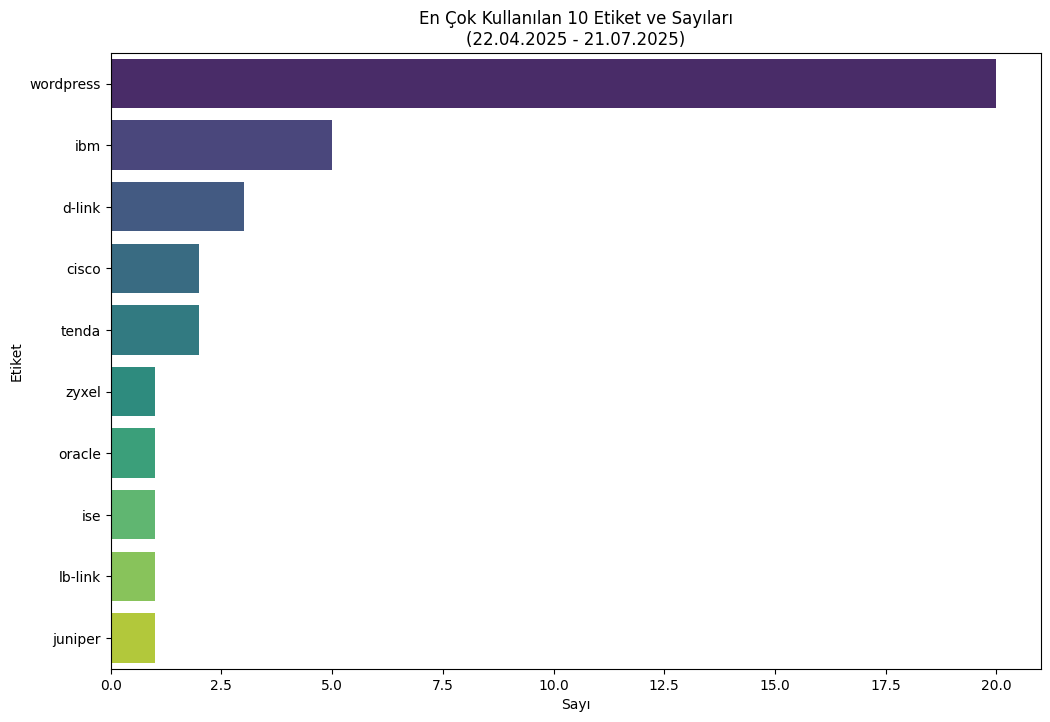 En Çok Kullanılan 10 Etiket ve Sayıları
(22.04.2025 - 21.07.2025)
wordpress
ibm
d-link
cisco
tenda
zyxel
oracle
ise
lb-link
juniper
Etiket
0.0 2.5 5.0 7.5 10.0 12.5 15.0 17.5 20.0
Sayı